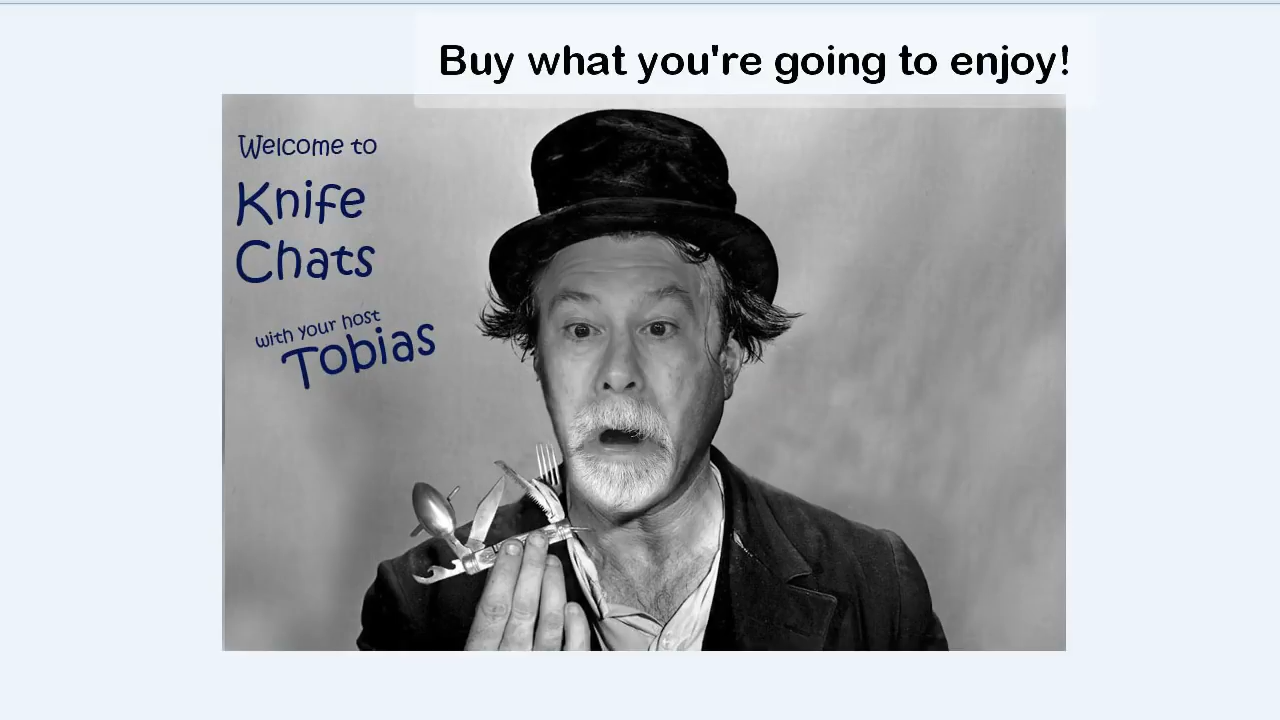 Buy what you're going to enjoy!
Welcome to
Knife
Chats
with your host
Tobias